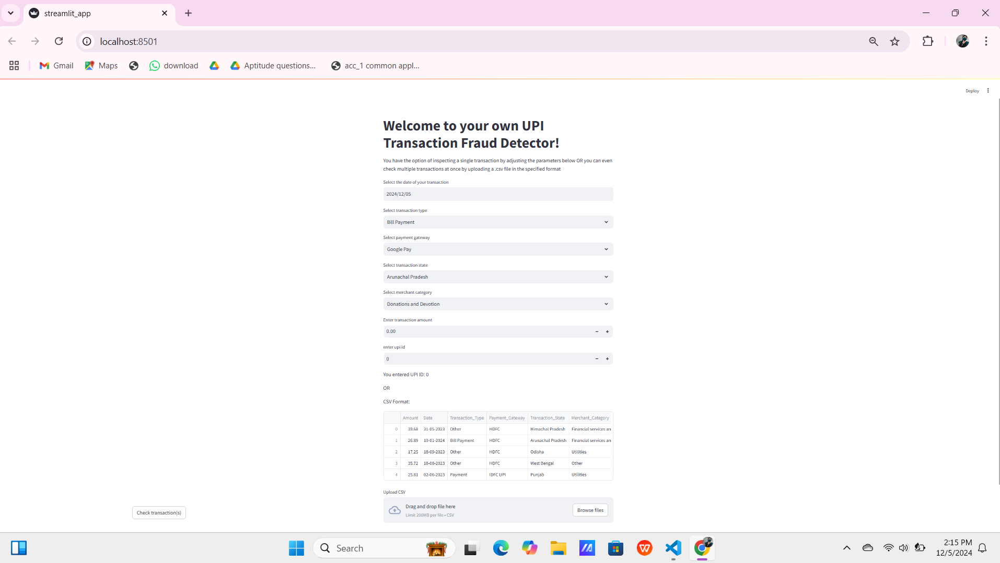 streamlit_app
localhost:8501
Gmail
Maps
download
Aptitude questions...
acc_1 common appl...
Deploy
Welcome to your own UPI
Transaction Fraud Detector!
You have the option of inspecting a single transaction by adjusting the parameters below OR you can even
check multiple transactions at once by uploading a .csv file in the specified format
Select the date of your transaction
2024/12/05
Select transaction type
Bill Payment
Select payment gateway
Google Pay
Select transaction state
Arunachal Pradesh
Select merchant category
Donations and Devotion
Enter transaction amount
0.00
enter upi id
0
You entered UPI ID: 0
OR
CSV Format:
Amount Date Transaction_Type Payment_Gateway Transaction_State Merchant_Category
0 39.68 31-05-2023 Other HDFC Himachal Pradesh Financial services an
1 26.89 19-01-2024 Bill Payment HDFC Arunachal Pradesh Financial services an
2 17.25 18-09-2023 Other HDFC Odisha Utilities
3 35.72 18-08-2023 Other HDFC West Bengal Other
4 25.81 02-06-2023 Payment IDFC UPI Punjab Utilities
Upload CSV
Drag and drop file here
Limit 200MB per file • CSV
Browse files
Check transaction(s)
Search
2:15 PM
12/5/2024